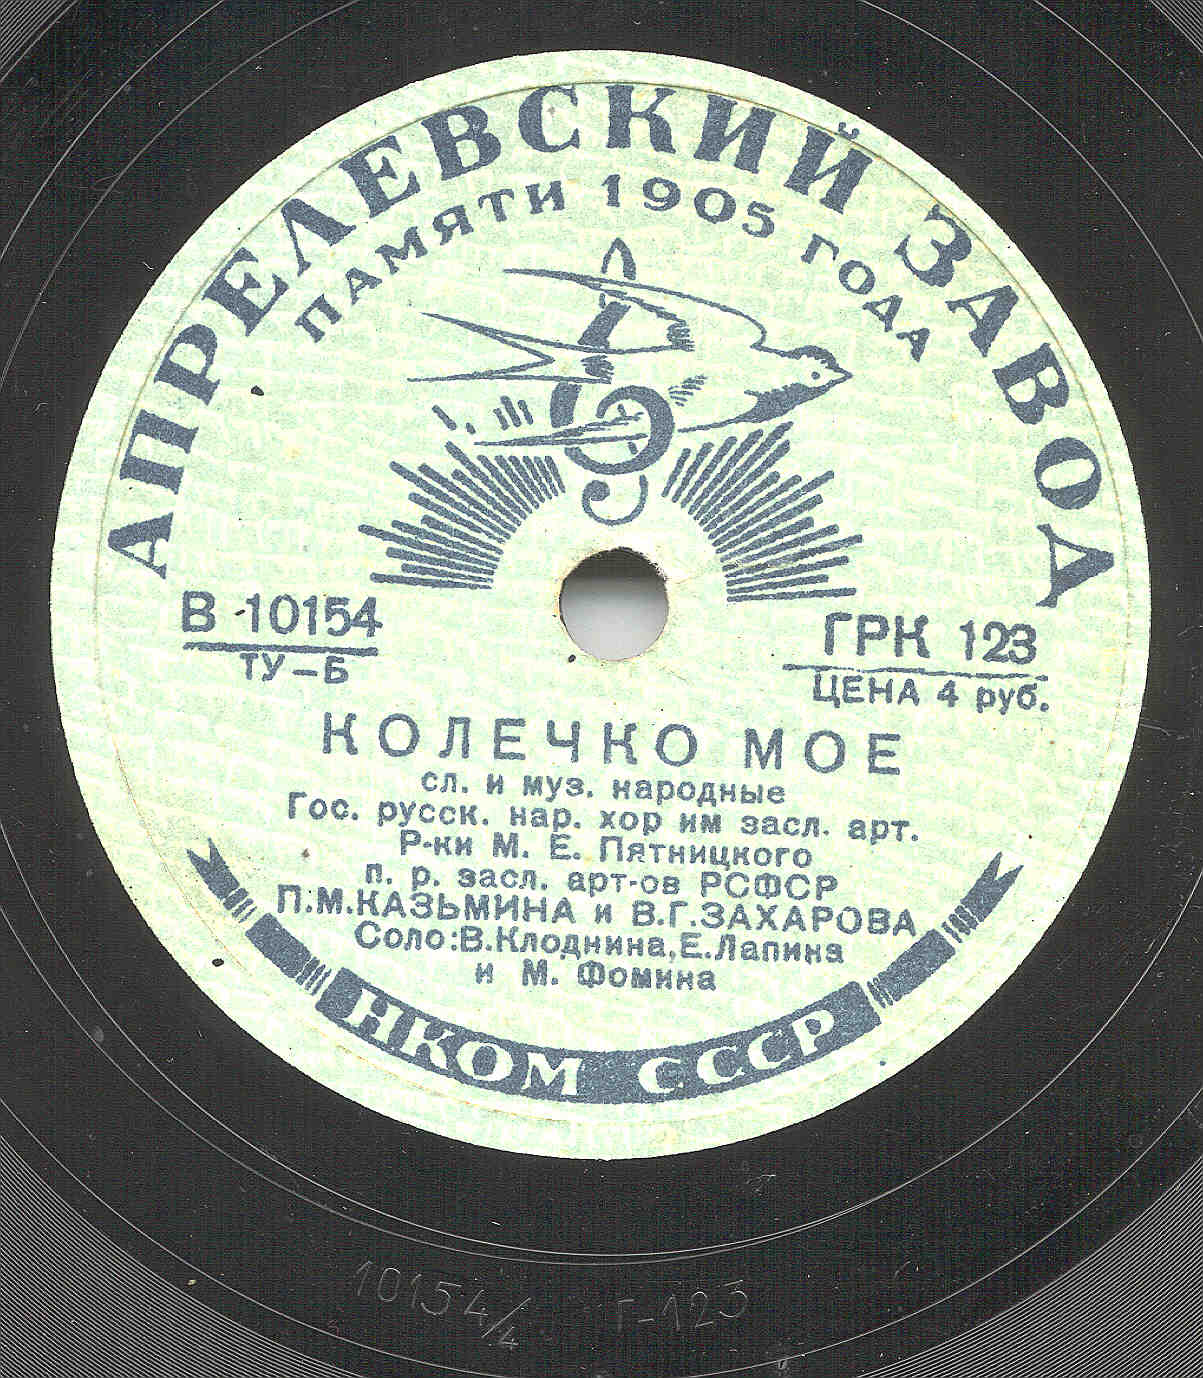 АПРЕЛЕВСКИЙ ЗАВОД
ПАМЯТИ 1905 ГОДА
В 10154
ТУ-Б
ГРК 123
ЦЕНА 4 руб.
КОЛЕЧКО МОЕ
сл. и муз. народные
Гос. русск. нар. хор им засл. арт.
Р-ки М. Е. Пятницкого
п. р. засл. арт-ов РСФСР
П.М.КАЗЬМИНА и В.Г.ЗАХАРОВА
Соло:В.Клоднина,Е.Лапина
и М. Фомина
НКОМ СССР
10154/4 Г-123